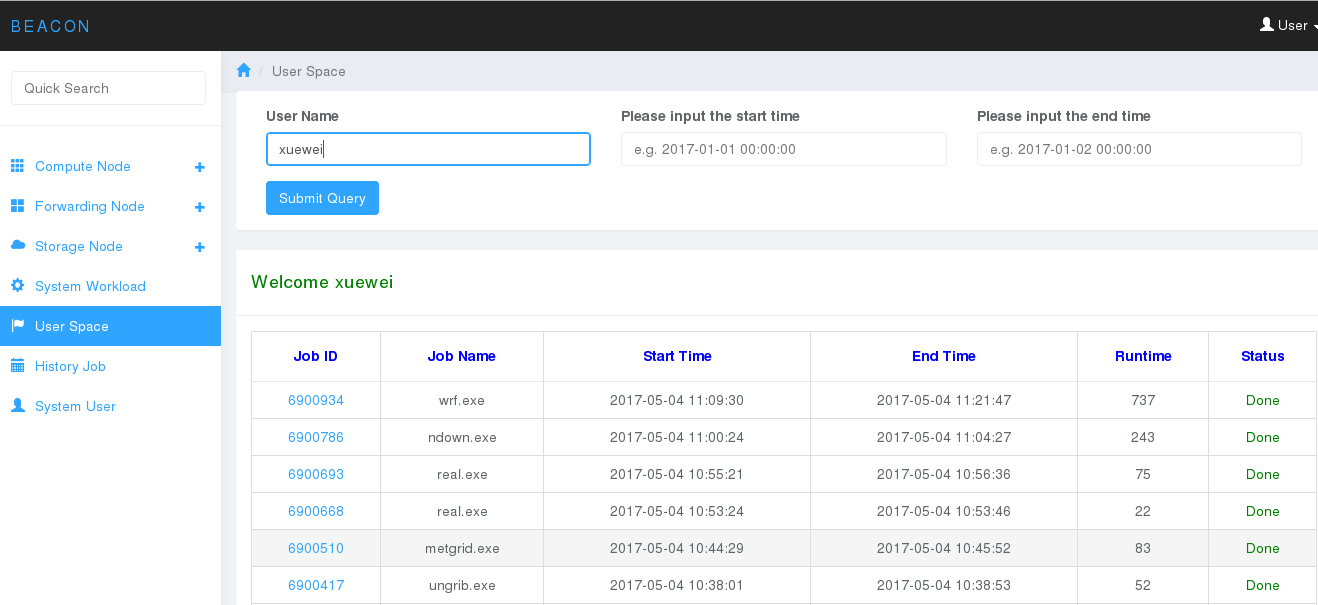 BEACON
User
Quick Search
Compute Node
Forwarding Node
Storage Node
System Workload
User Space
History Job
System User
/ User Space
User Name Please input the start time Please input the end time
xuewei e.g. 2017-01-01 00:00:00 e.g. 2017-01-02 00:00:00
Submit Query
Welcome xuewei
Job ID Job Name Start Time End Time Runtime Status
6900934 wrf.exe 2017-05-04 11:09:30 2017-05-04 11:21:47 737 Done
6900786 ndown.exe 2017-05-04 11:00:24 2017-05-04 11:04:27 243 Done
6900693 real.exe 2017-05-04 10:55:21 2017-05-04 10:56:36 75 Done
6900668 real.exe 2017-05-04 10:53:24 2017-05-04 10:53:46 22 Done
6900510 metgrid.exe 2017-05-04 10:44:29 2017-05-04 10:45:52 83 Done
6900417 ungrib.exe 2017-05-04 10:38:01 2017-05-04 10:38:53 52 Done